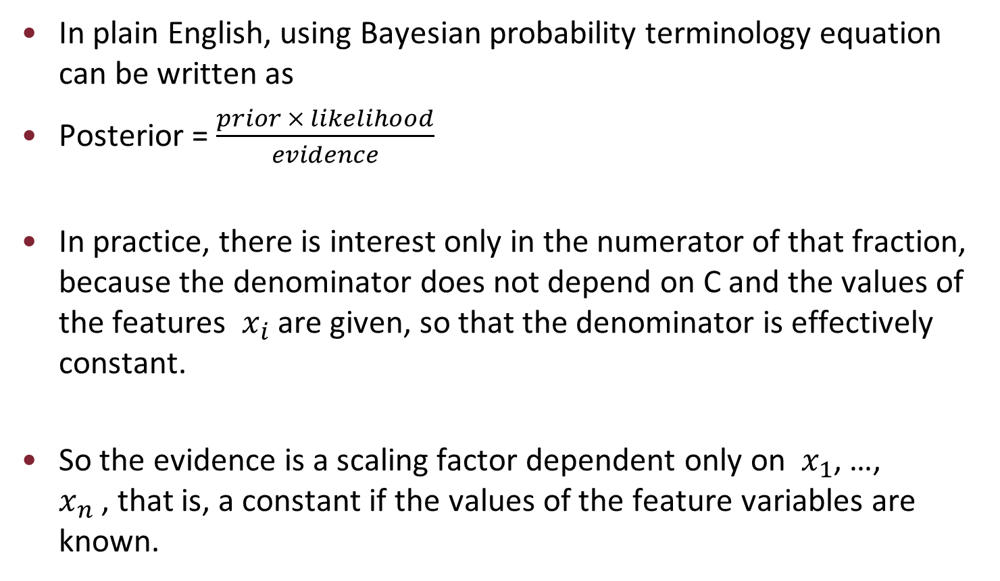 • In plain English, using Bayesian probability terminology equation
can be written as
• Posterior = \frac{prior × likelihood}{evidence}
• In practice, there is interest only in the numerator of that fraction,
because the denominator does not depend on C and the values of
the features x_i are given, so that the denominator is effectively
constant.
• So the evidence is a scaling factor dependent only on x_1, ...,
x_n , that is, a constant if the values of the feature variables are
known.